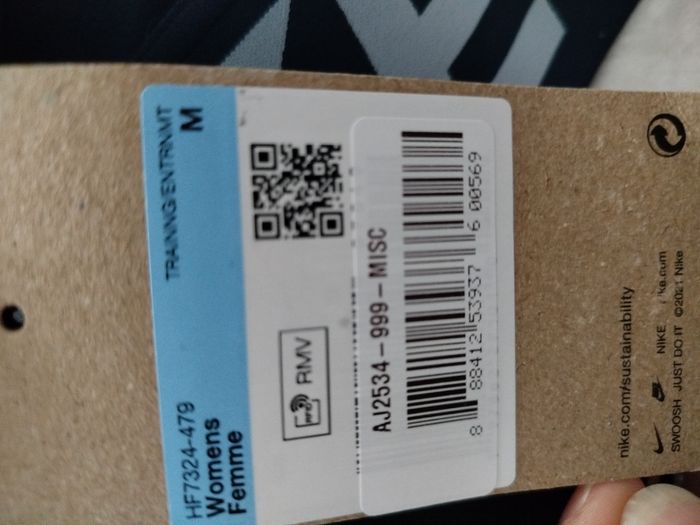 TRAINING/ENTRNMT
M
HF7324-479
Womens
Femme
RFID
RMV
AJ2534-999-MISC
8 88412 53937 6 00569
nike.com/sustainability
NIKE
SWOOSH JUST DO IT ©2021 Nike